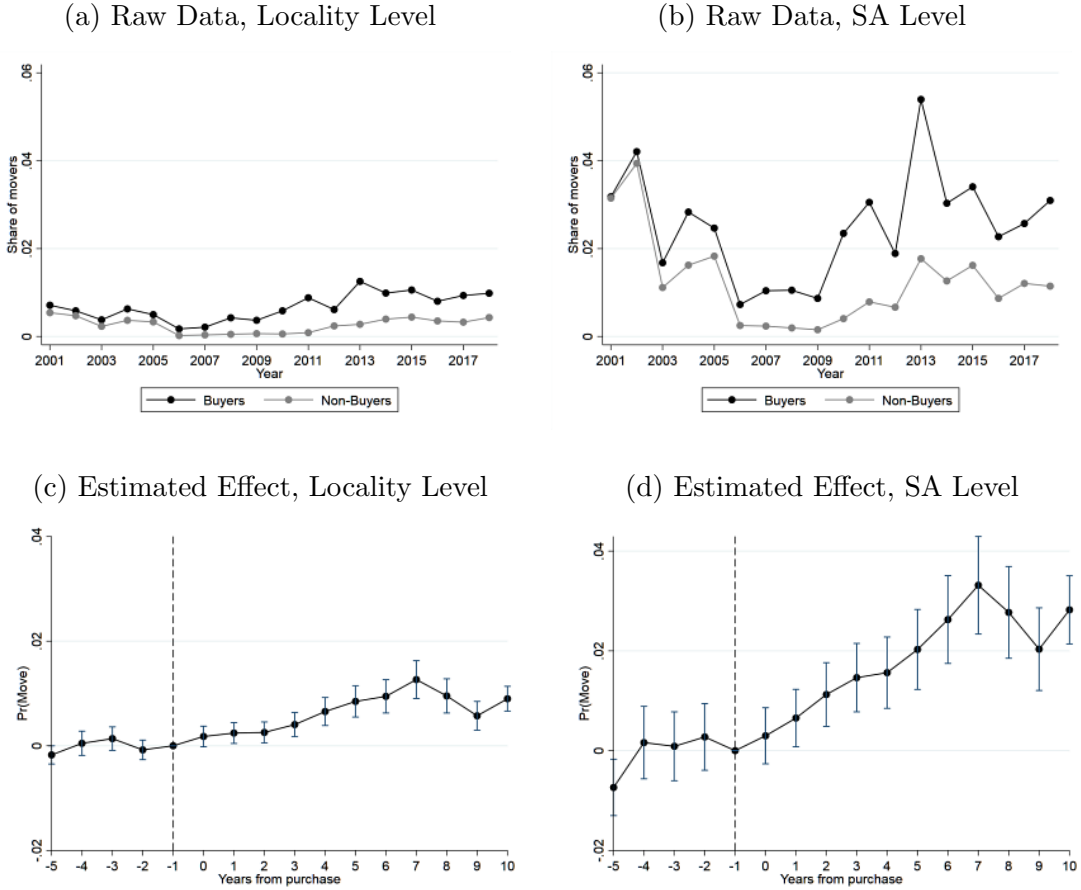 (a) Raw Data, Locality Level
Share of movers
.06
.04
.02
0
2001 2003 2005 2007 2009 2011 2013 2015 2017
Year
Buyers Non-Buyers
(b) Raw Data, SA Level
Share of movers
.06
.04
.02
0
2001 2003 2005 2007 2009 2011 2013 2015 2017
Year
Buyers Non-Buyers
(c) Estimated Effect, Locality Level
Pr(Move)
.04
.02
0
-.02
-5 -4 -3 -2 -1 0 1 2 3 4 5 6 7 8 9 10
Years from purchase
(d) Estimated Effect, SA Level
Pr(Move)
.04
.02
0
-.02
-5 -4 -3 -2 -1 0 1 2 3 4 5 6 7 8 9 10
Years from purchase